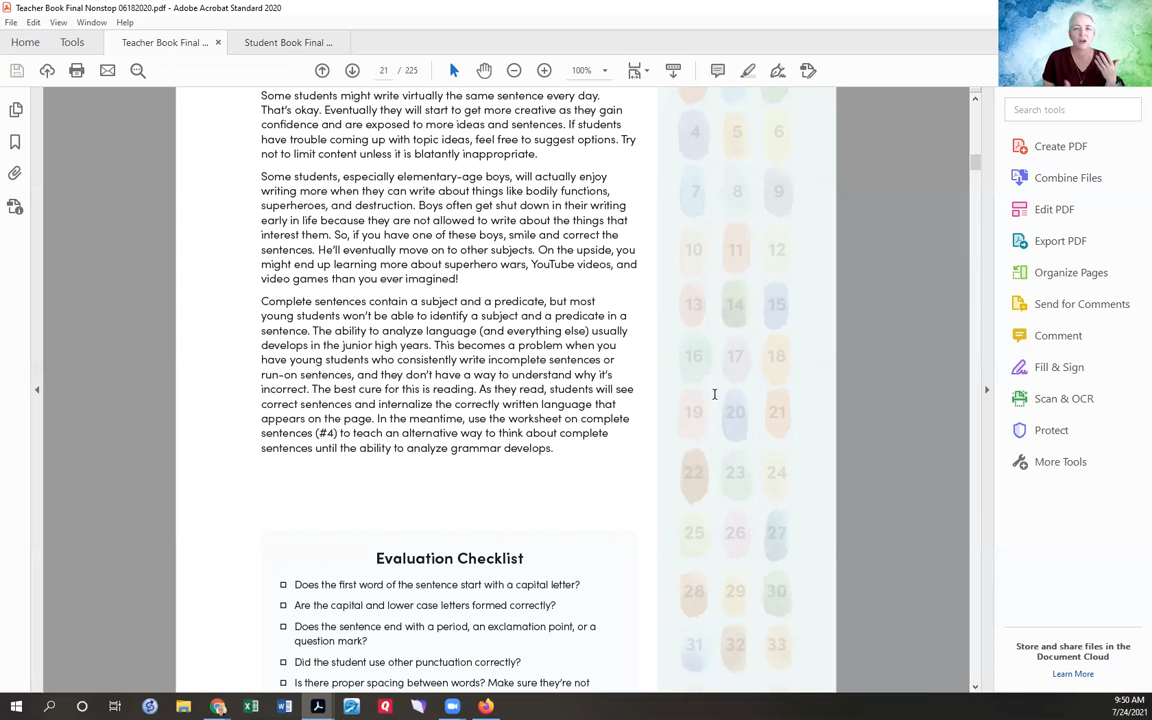 Teacher Book Final Nonstop 06182020.pdf - Adobe Acrobat Standard 2020
File Edit View Window Help
Home Tools Teacher Book Final ... × Student Book Final ...
21 / 225 100%
Some students might write virtually the same sentence every day.
That's okay. Eventually they will start to get more creative as they gain
confidence and are exposed to more ideas and sentences. If students
have trouble coming up with topic ideas, feel free to suggest options. Try
not to limit content unless it is blatantly inappropriate.
Some students, especially elementary-age boys, will actually enjoy
writing more when they can write about things like bodily functions,
superheroes, and destruction. Boys often get shut down in their writing
early in life because they are not allowed to write about the things that
interest them. So, if you have one of these boys, smile and correct the
sentences. He'll eventually move on to other subjects. On the upside, you
might end up learning more about superhero wars, YouTube videos, and
video games than you ever imagined!
Complete sentences contain a subject and a predicate, but most
young students won't be able to identify a subject and a predicate in a
sentence. The ability to analyze language (and everything else) usually
develops in the junior high years. This becomes a problem when you
have young students who consistently write incomplete sentences or
run-on sentences, and they don't have a way to understand why it's
incorrect. The best cure for this is reading. As they read, students will see
correct sentences and internalize the correctly written language that
appears on the page. In the meantime, use the worksheet on complete
sentences (#4) to teach an alternative way to think about complete
sentences until the ability to analyze grammar develops.
Evaluation Checklist
Does the first word of the sentence start with a capital letter?
Are the capital and lower case letters formed correctly?
Does the sentence end with a period, an exclamation point, or a
question mark?
Did the student use other punctuation correctly?
Is there proper spacing between words? Make sure they're not
4 5 6
7 8 9
10 11 12
13 14 15
16 17 18
19 20 21
22 23 24
25 26 27
28 29 30
31 32 33
Search tools
Create PDF
Combine Files
Edit PDF
Export PDF
Organize Pages
Send for Comments
Comment
Fill & Sign
Scan & OCR
Protect
More Tools
Store and share files in the
Document Cloud
Learn More
9:50 AM
7/24/2021